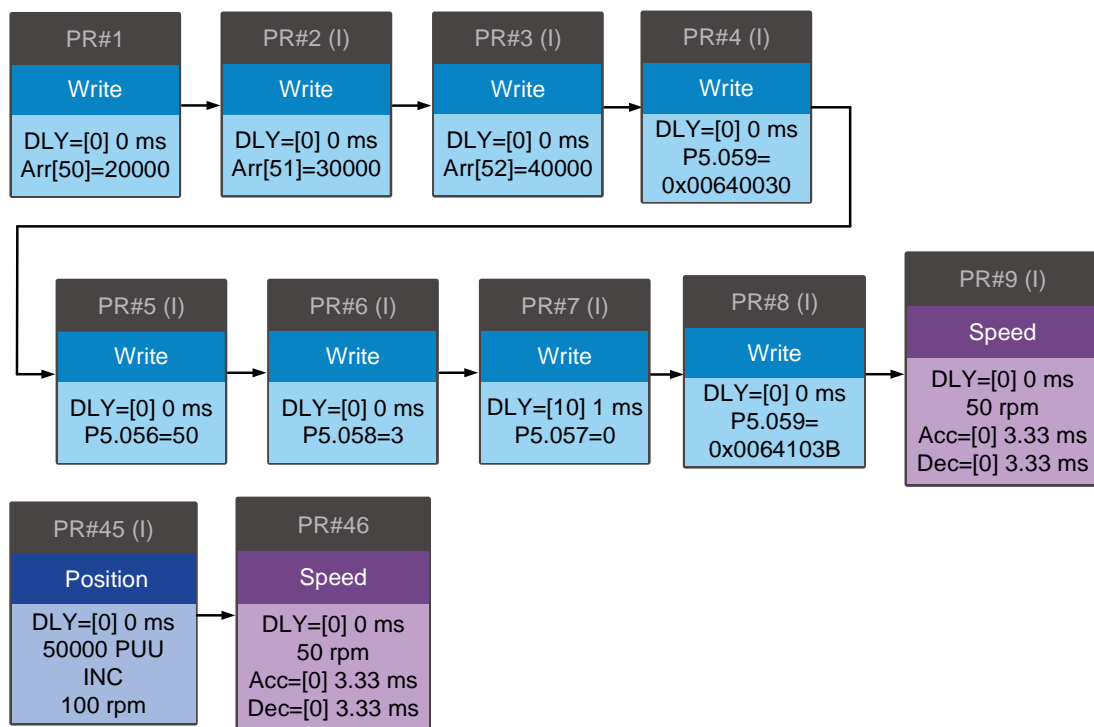 PR#1
Write
DLY=[0] 0 ms
Arr[50]=20000
PR#2 (I)
Write
DLY=[0] 0 ms
Arr[51]=30000
PR#3 (I)
Write
DLY=[0] 0 ms
Arr[52]=40000
PR#4 (I)
Write
DLY=[0] 0 ms
P5.059=
0x00640030
PR#5 (I)
Write
DLY=[0] 0 ms
P5.056=50
PR#6 (I)
Write
DLY=[0] 0 ms
P5.058=3
PR#7 (I)
Write
DLY=[10] 1 ms
P5.057=0
PR#8 (I)
Write
DLY=[0] 0 ms
P5.059=
0x0064103B
PR#9 (I)
Speed
DLY=[0] 0 ms
50 rpm
Acc=[0] 3.33 ms
Dec=[0] 3.33 ms
PR#45 (I)
Position
DLY=[0] 0 ms
50000 PUU
INC
100 rpm
PR#46
Speed
DLY=[0] 0 ms
50 rpm
Acc=[0] 3.33 ms
Dec=[0] 3.33 ms